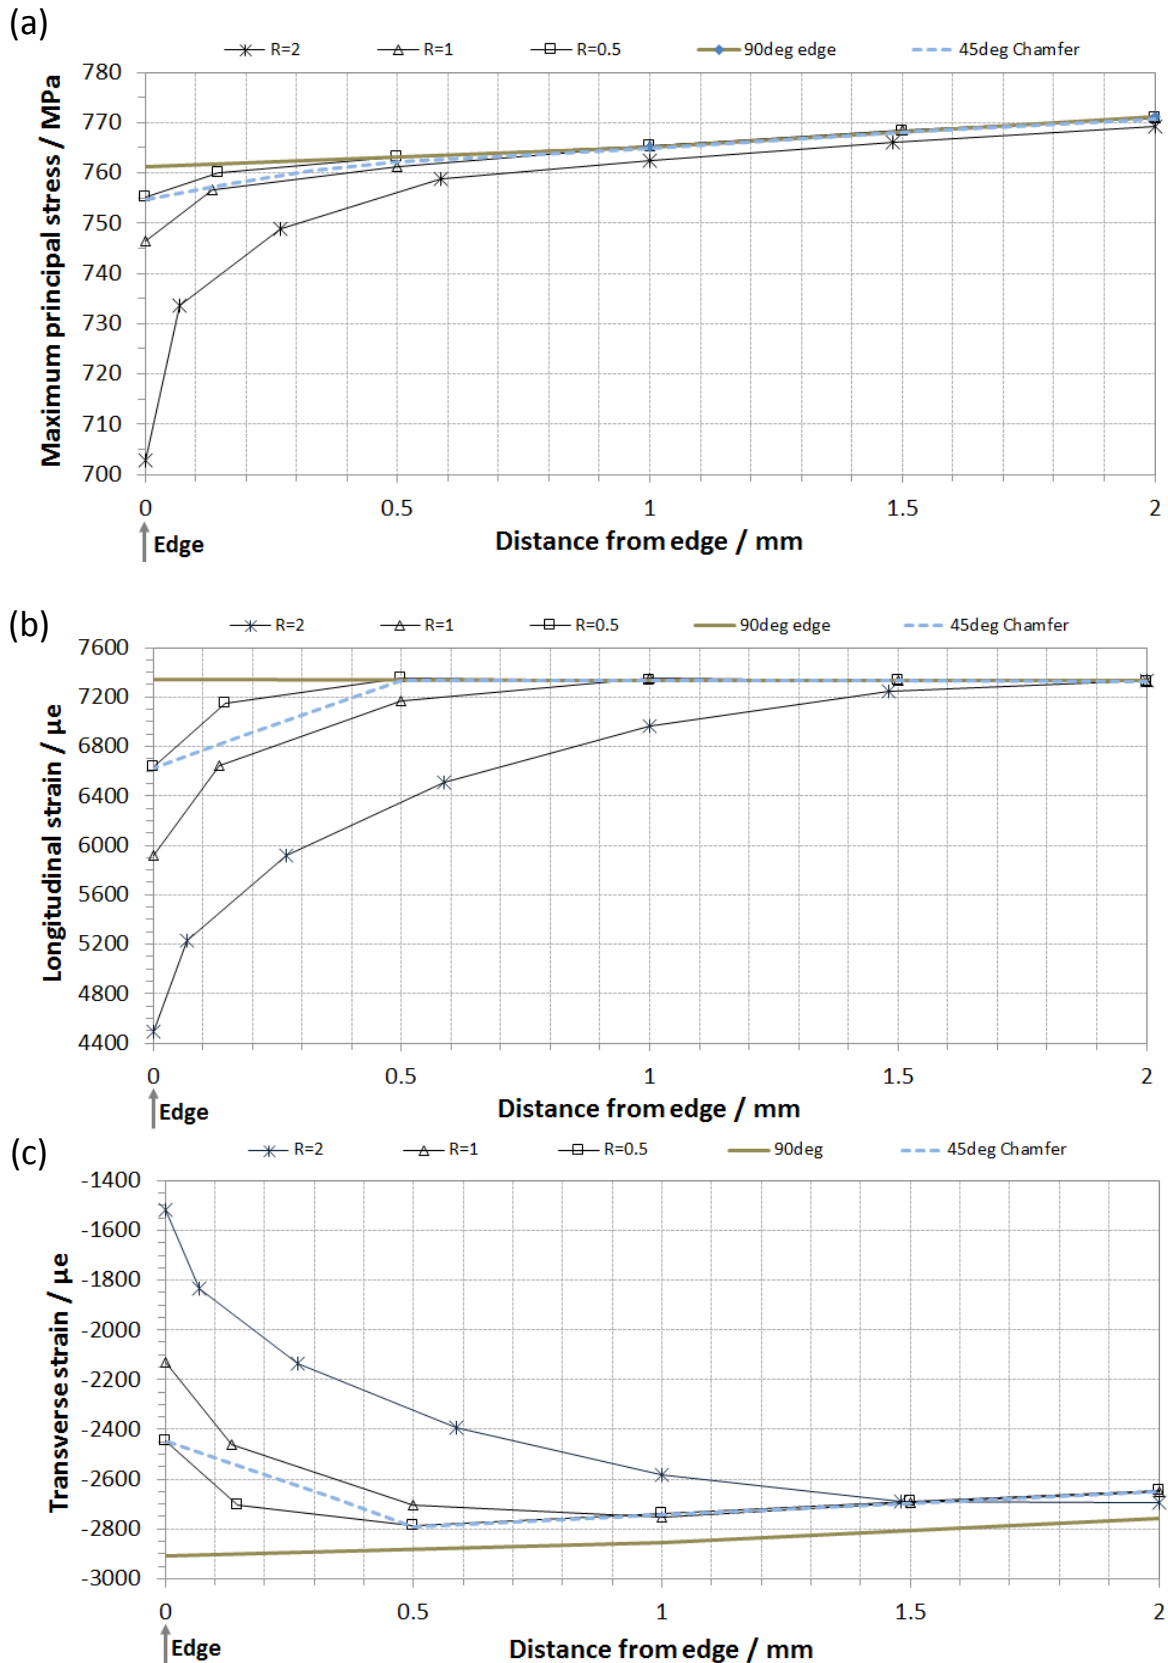 (a)
R=2 R=1 R=0.5 90deg edge 45deg Chamfer
Maximum principal stress / MPa
780
770
760
750
740
730
720
710
700
0 0.5 1 1.5 2
Edge Distance from edge / mm
(b)
R=2 R=1 R=0.5 90deg edge 45deg Chamfer
Longitudinal strain / µe
7600
7200
6800
6400
6000
5600
5200
4800
4400
0 0.5 1 1.5 2
Edge Distance from edge / mm
(c)
R=2 R=1 R=0.5 90deg 45deg Chamfer
Transverse strain / µe
-1400
-1600
-1800
-2000
-2200
-2400
-2600
-2800
-3000
0 0.5 1 1.5 2
Edge Distance from edge / mm